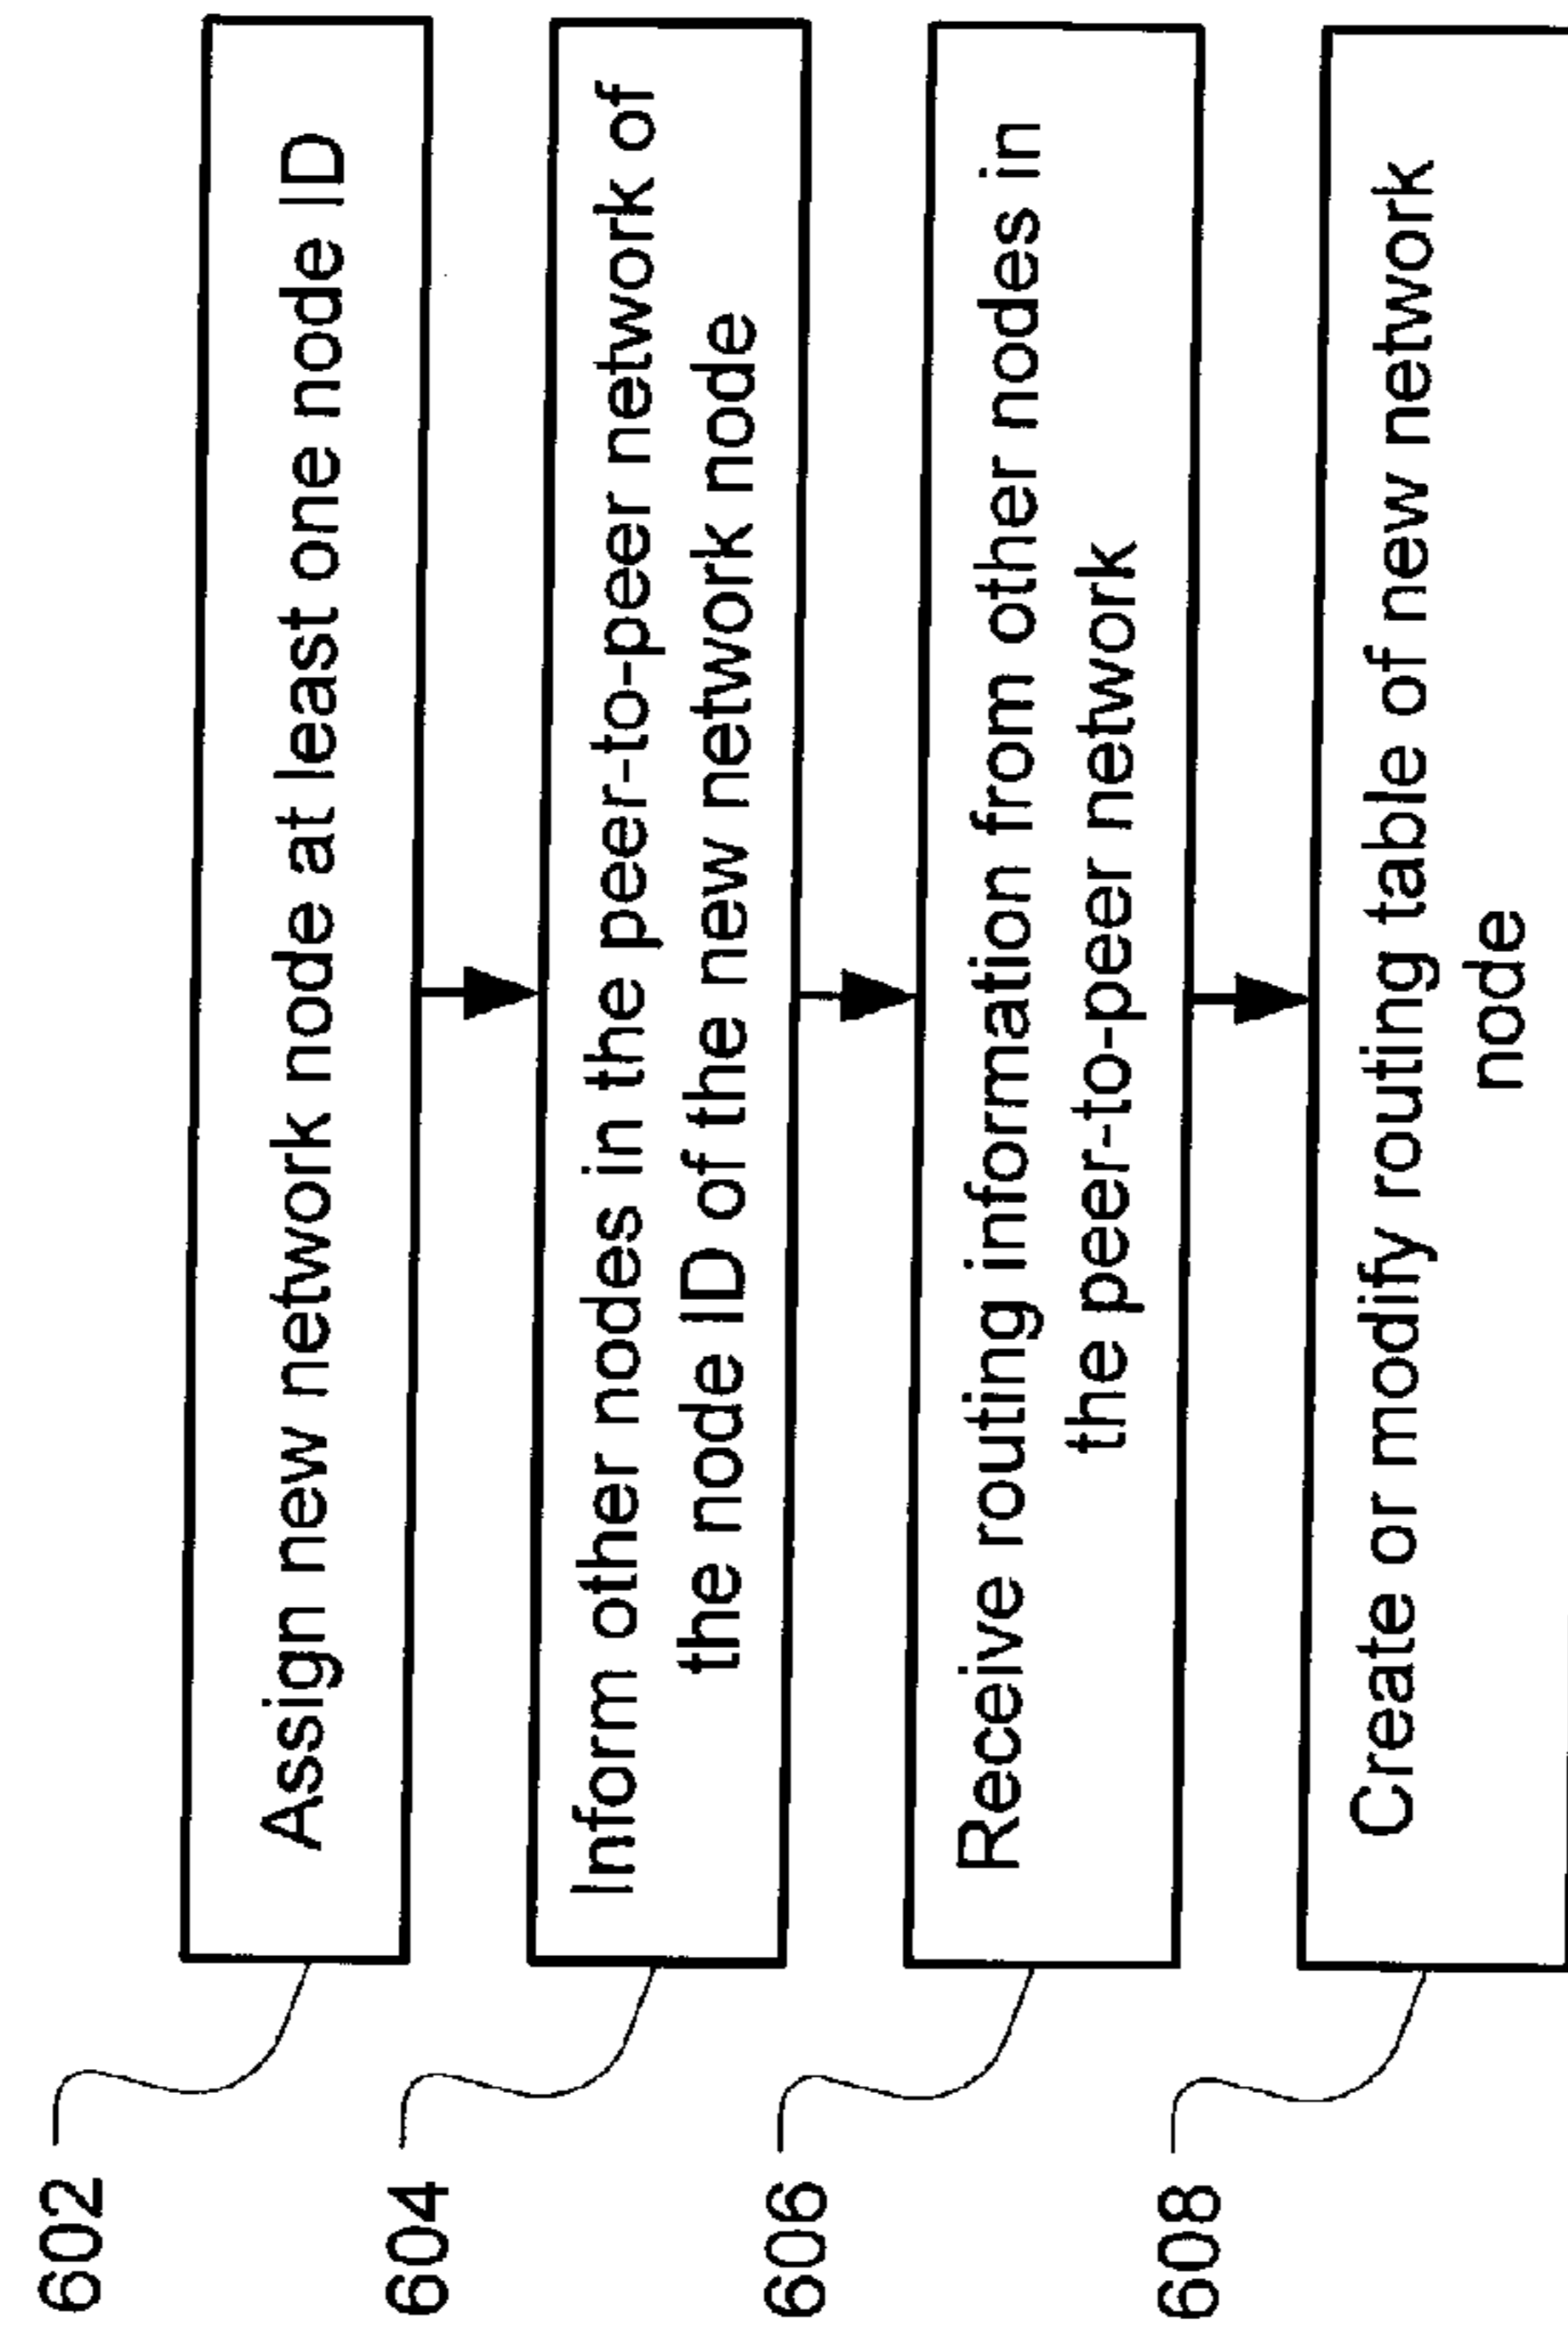 602
Assign new network node at least one node ID
604
Inform other nodes in the peer-to-peer network of
the node ID of the new network node
606
Receive routing information from other nodes in
the peer-to-peer network
608
Create or modify routing table of new network
node